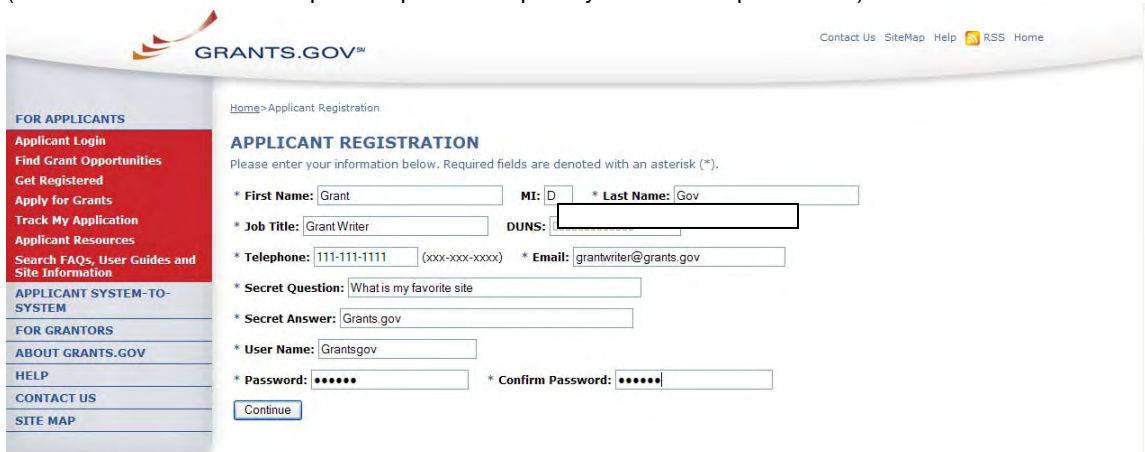 GRANTS.GOV℠
Contact Us SiteMap Help RSS Home
FOR APPLICANTS
Applicant Login
Find Grant Opportunities
Get Registered
Apply for Grants
Track My Application
Applicant Resources
Search FAQs, User Guides and
Site Information
APPLICANT SYSTEM-TO-
SYSTEM
FOR GRANTORS
ABOUT GRANTS.GOV
HELP
CONTACT US
SITE MAP
Home>Applicant Registration
APPLICANT REGISTRATION
Please enter your information below. Required fields are denoted with an asterisk (*).
* First Name: Grant MI: D * Last Name: Gov
* Job Title: Grant Writer DUNS:
* Telephone: 111-111-1111 (xxx-xxx-xxxx) * Email: grantwriter@grants.gov
* Secret Question: What is my favorite site
* Secret Answer: Grants.gov
* User Name: Grantsgov
* Password: ●●●●●● * Confirm Password: ●●●●●●
Continue